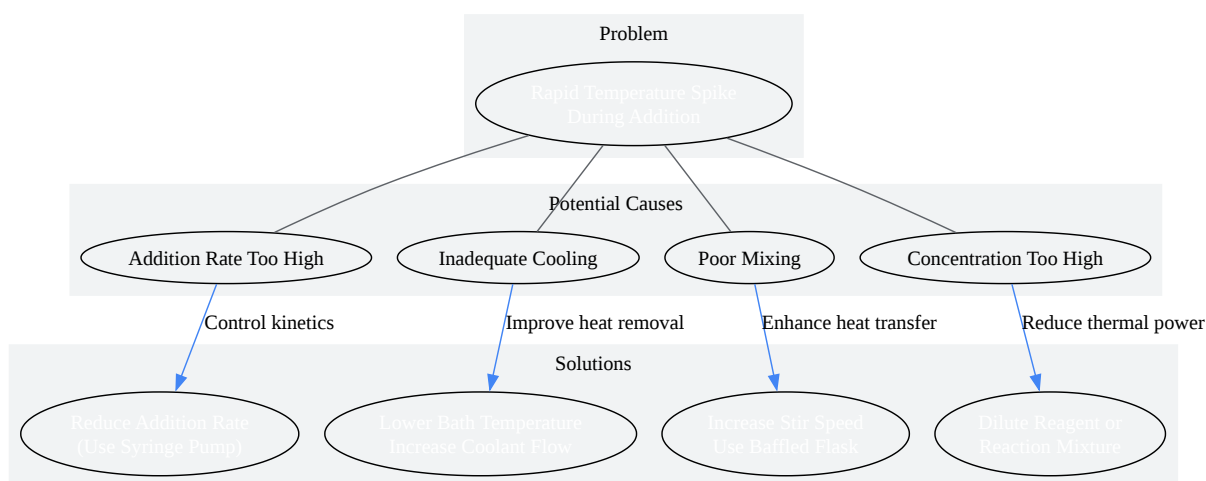 Problem
Rapid Temperature Spike
During Addition
Potential Causes
Addition Rate Too High
Inadequate Cooling
Poor Mixing
Concentration Too High
Control kinetics
Improve heat removal
Enhance heat transfer
Reduce thermal power
Solutions
Reduce Addition Rate
(Use Syringe Pump)
Lower Bath Temperature
Increase Coolant Flow
Increase Stir Speed
Use Baffled Flask
Dilute Reagent or
Reaction Mixture